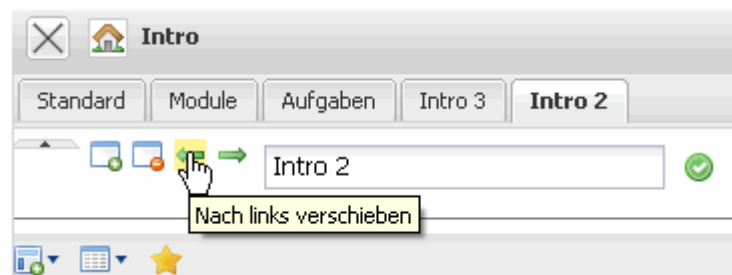 Intro
Standard Module Aufgaben Intro 3 Intro 2
Intro 2
Nach links verschieben